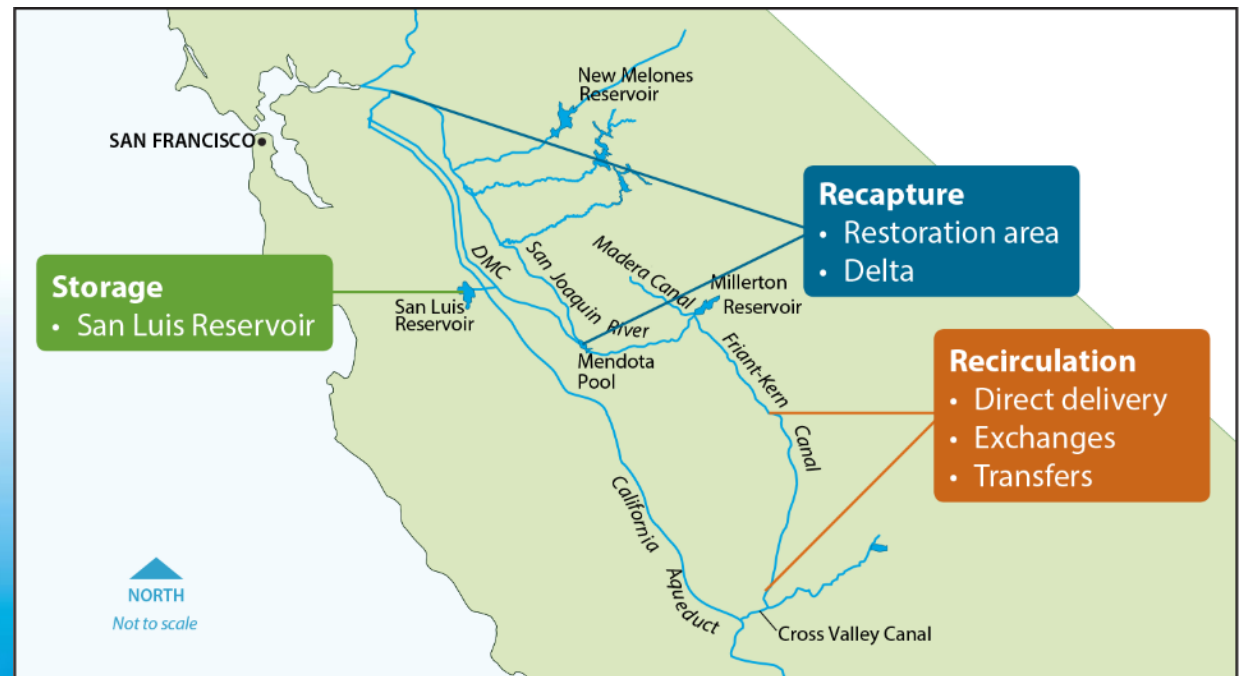 New Melones
Reservoir
SAN FRANCISCO
Recapture
• Restoration area
• Delta
Storage
• San Luis Reservoir
DMC
San Joaquin River
Madera Canal
Millerton
Reservoir
San Luis
Reservoir
Mendota
Pool
Friant-Kern Canal
Recirculation
• Direct delivery
• Exchanges
• Transfers
California Aqueduct
NORTH
Not to scale
Cross Valley Canal